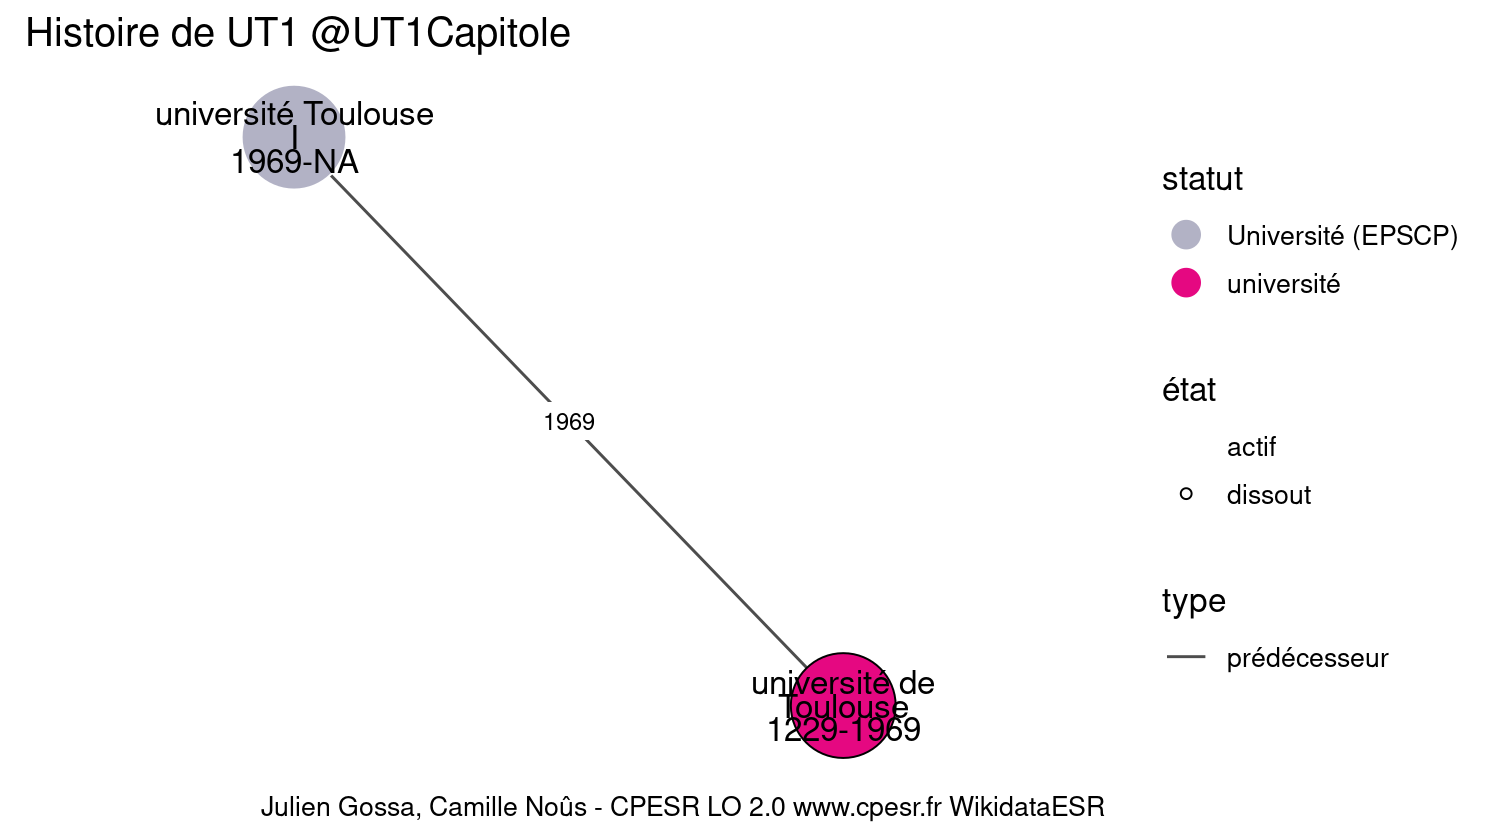 Histoire de UT1 @UT1Capitole
université Toulouse
I
1969-NA
1969
université de
Toulouse
1229-1969
statut
Université (EPSCP)
université
état
actif
dissout
type
prédécesseur
Julien Gossa, Camille Noûs - CPESR LO 2.0 www.cpesr.fr WikidataESR